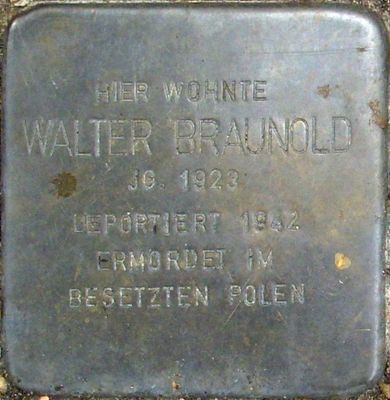 HIER WOHNTE
WALTER BRAUNOLD
JG. 1923
DEPORTIERT 1942
ERMORDET IM
BESETZTEN POLEN